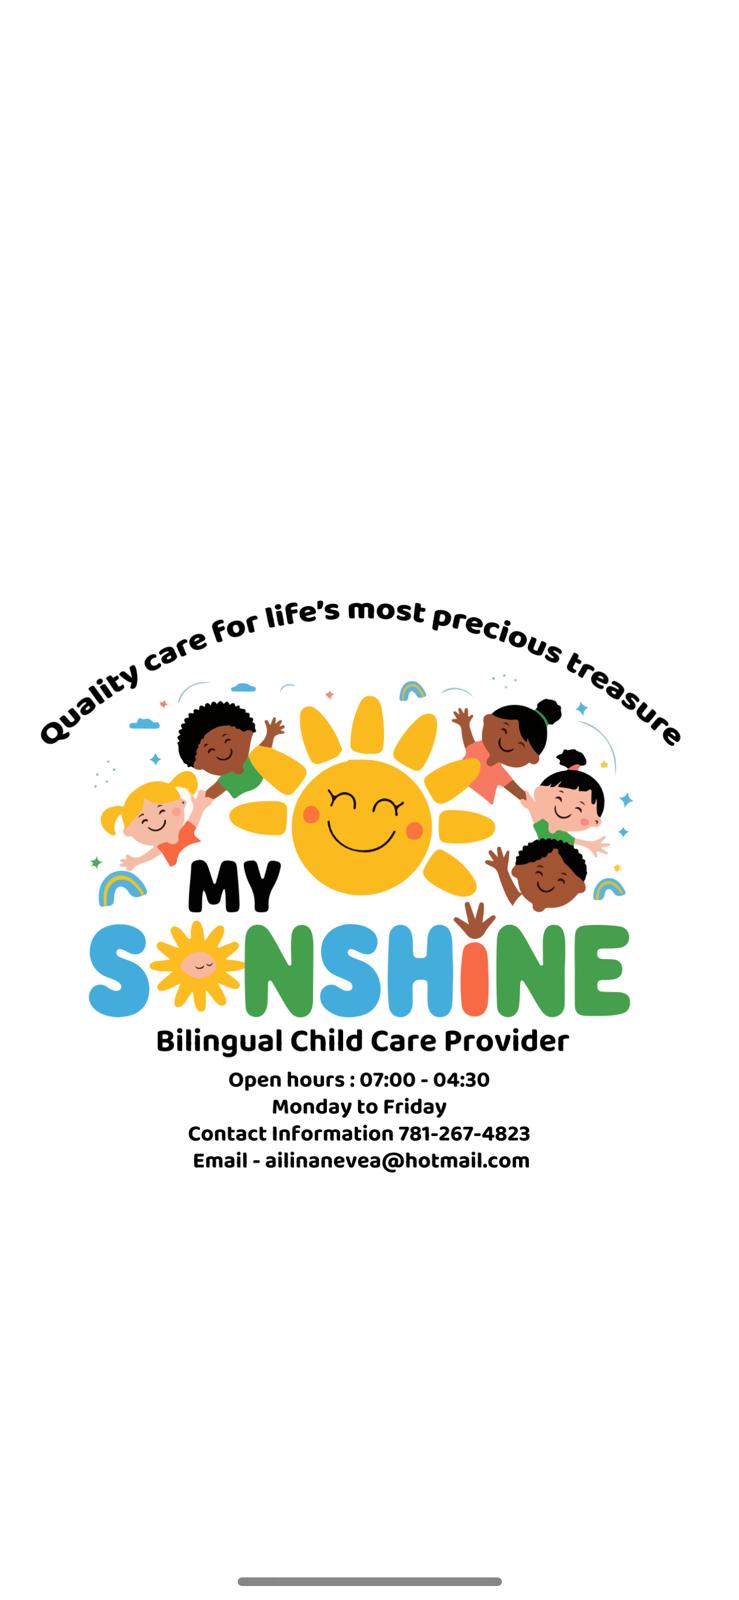 Quality care for life's most precious treasure
MY
SONSHiNE
Bilingual Child Care Provider
Open hours : 07:00 - 04:30
Monday to Friday
Contact Information 781-267-4823
Email - ailinanevea@hotmail.com